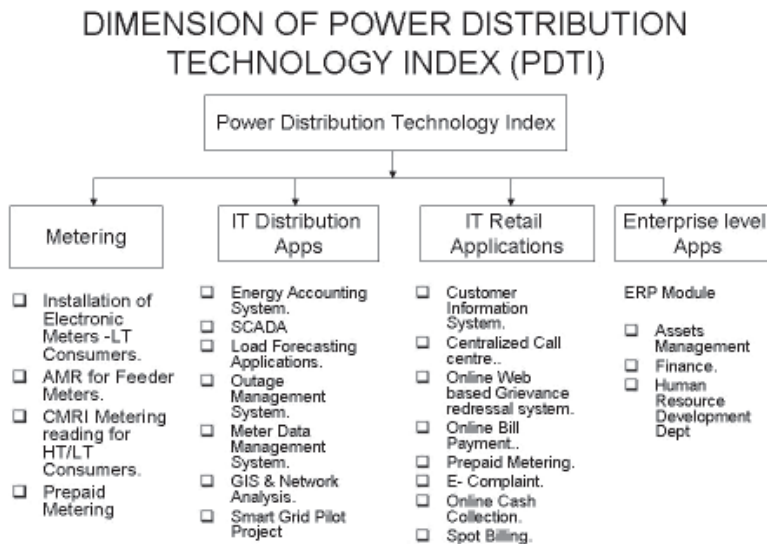 DIMENSION OF POWER DISTRIBUTION
TECHNOLOGY INDEX (PDTI)
Power Distribution Technology Index
Metering
Installation of
Electronic
Meters -LT
Consumers.
AMR for Feeder
Meters.
CMRI Metering
reading for
HT/LT
Consumers.
Prepaid
Metering
IT Distribution
Apps
Energy Accounting
System.
SCADA
Load Forecasting
Applications.
Outage
Management
System.
Meter Data
Management
System.
GIS & Network
Analysis.
Smart Grid Pilot
Project
IT Retail
Applications
Customer
Information
System.
Centralized Call
centre..
Online Web
based Grievance
redressal system.
Online Bill
Payment..
Prepaid Metering.
E- Complaint.
Online Cash
Collection.
Spot Billing.
Enterprise level
Apps
ERP Module
Assets
Management
Finance.
Human
Resource
Development
Dept